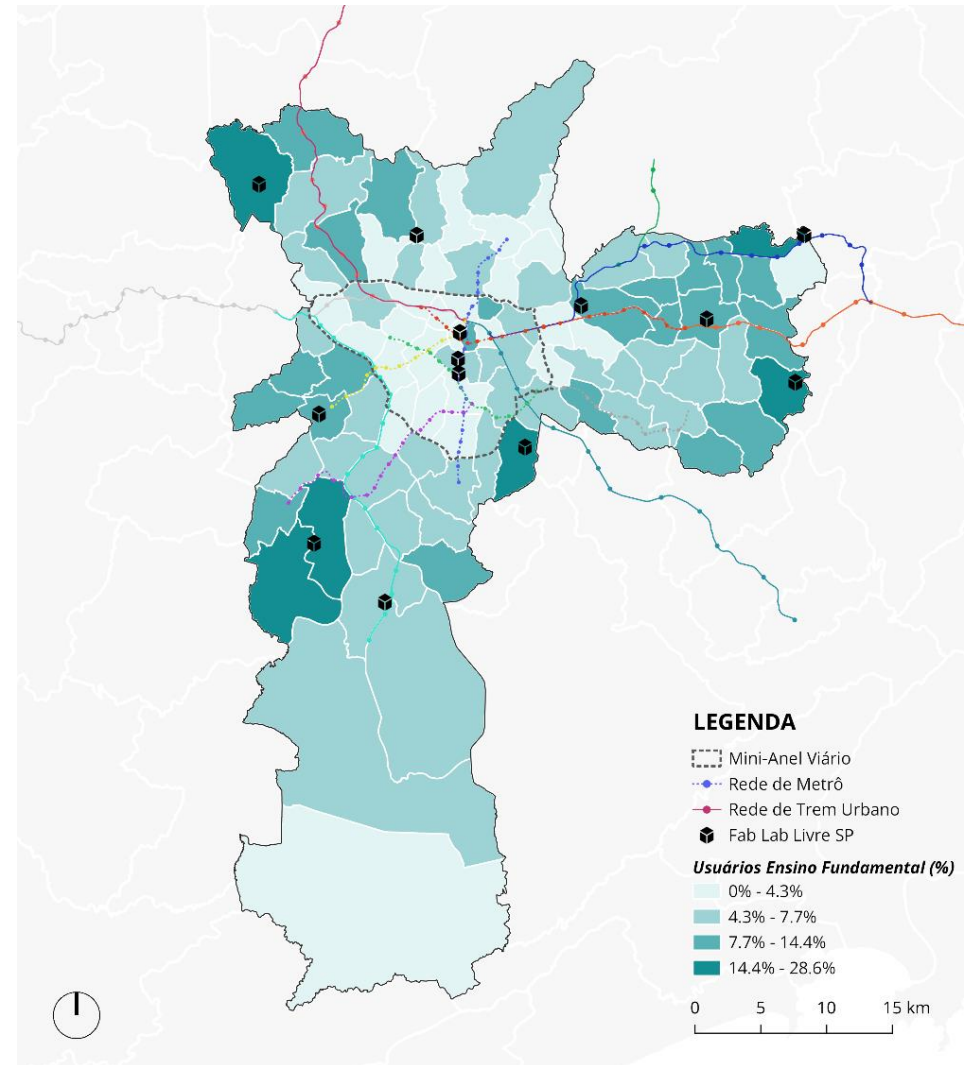 LEGENDA
Mini-Anel Viário
Rede de Metrô
Rede de Trem Urbano
Fab Lab Livre SP
Usuários Ensino Fundamental (%)
0% - 4.3%
4.3% - 7.7%
7.7% - 14.4%
14.4% - 28.6%
0 5 10 15 km